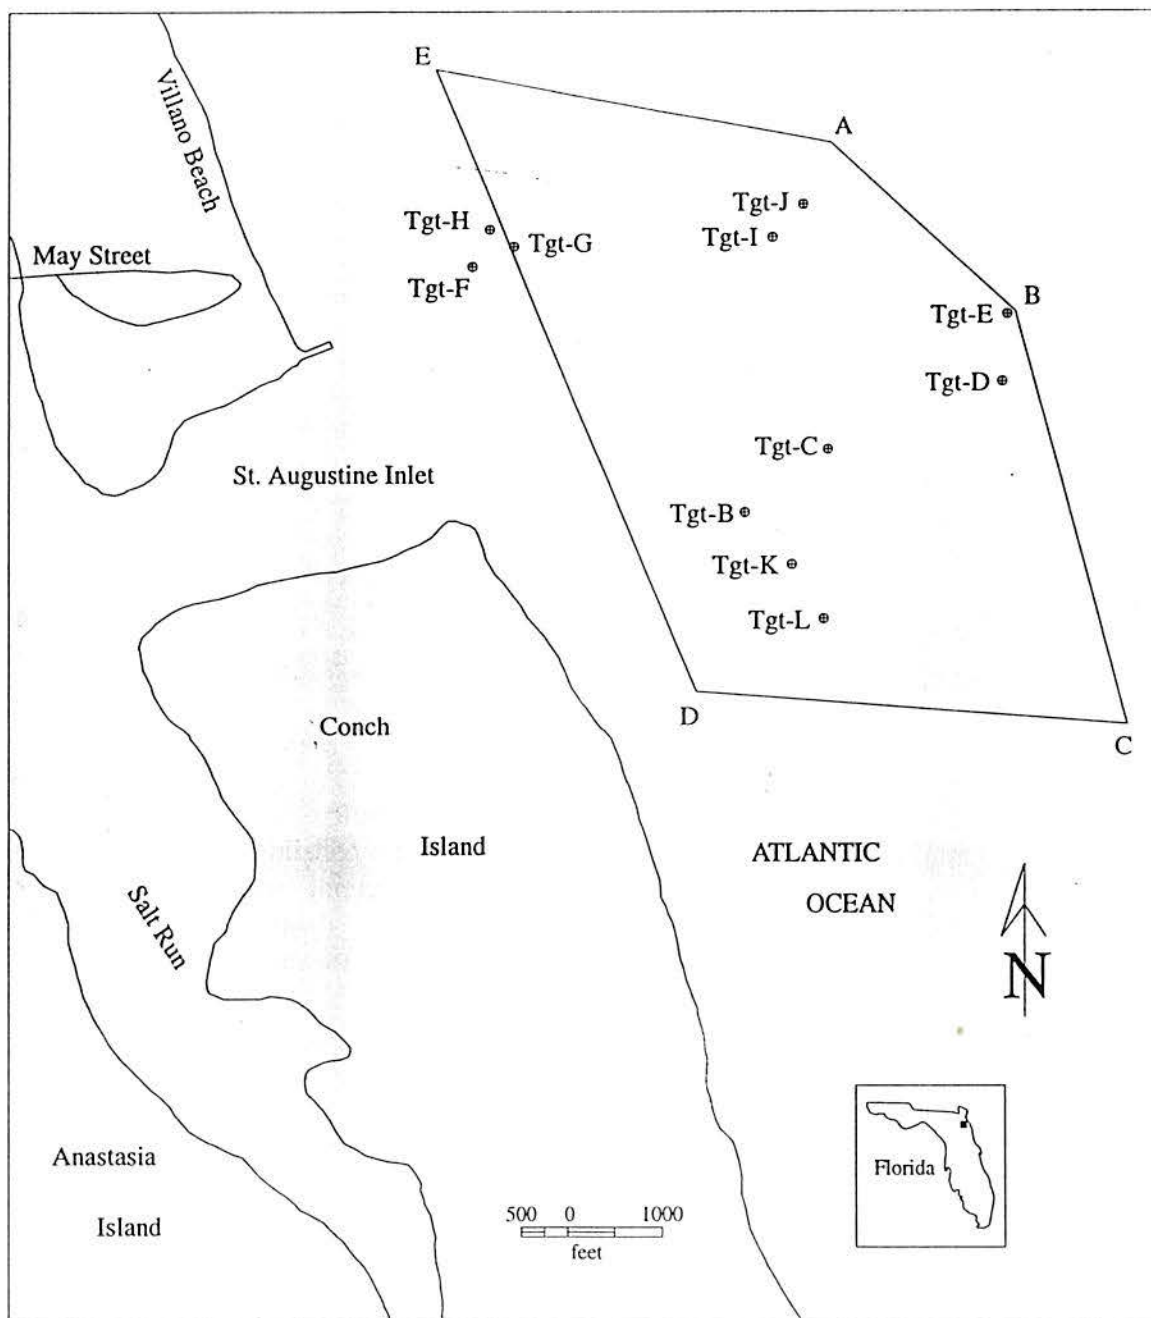 E
A
Villano Beach
Tgt-J
Tgt-H
Tgt-I
Tgt-G
May Street
Tgt-F
B
Tgt-E
Tgt-D
Tgt-C
St. Augustine Inlet
Tgt-B
Tgt-K
Tgt-L
D
Conch
C
Island
ATLANTIC
OCEAN
Salt Run
N
Anastasia
Florida
Island
500 0 1000
feet